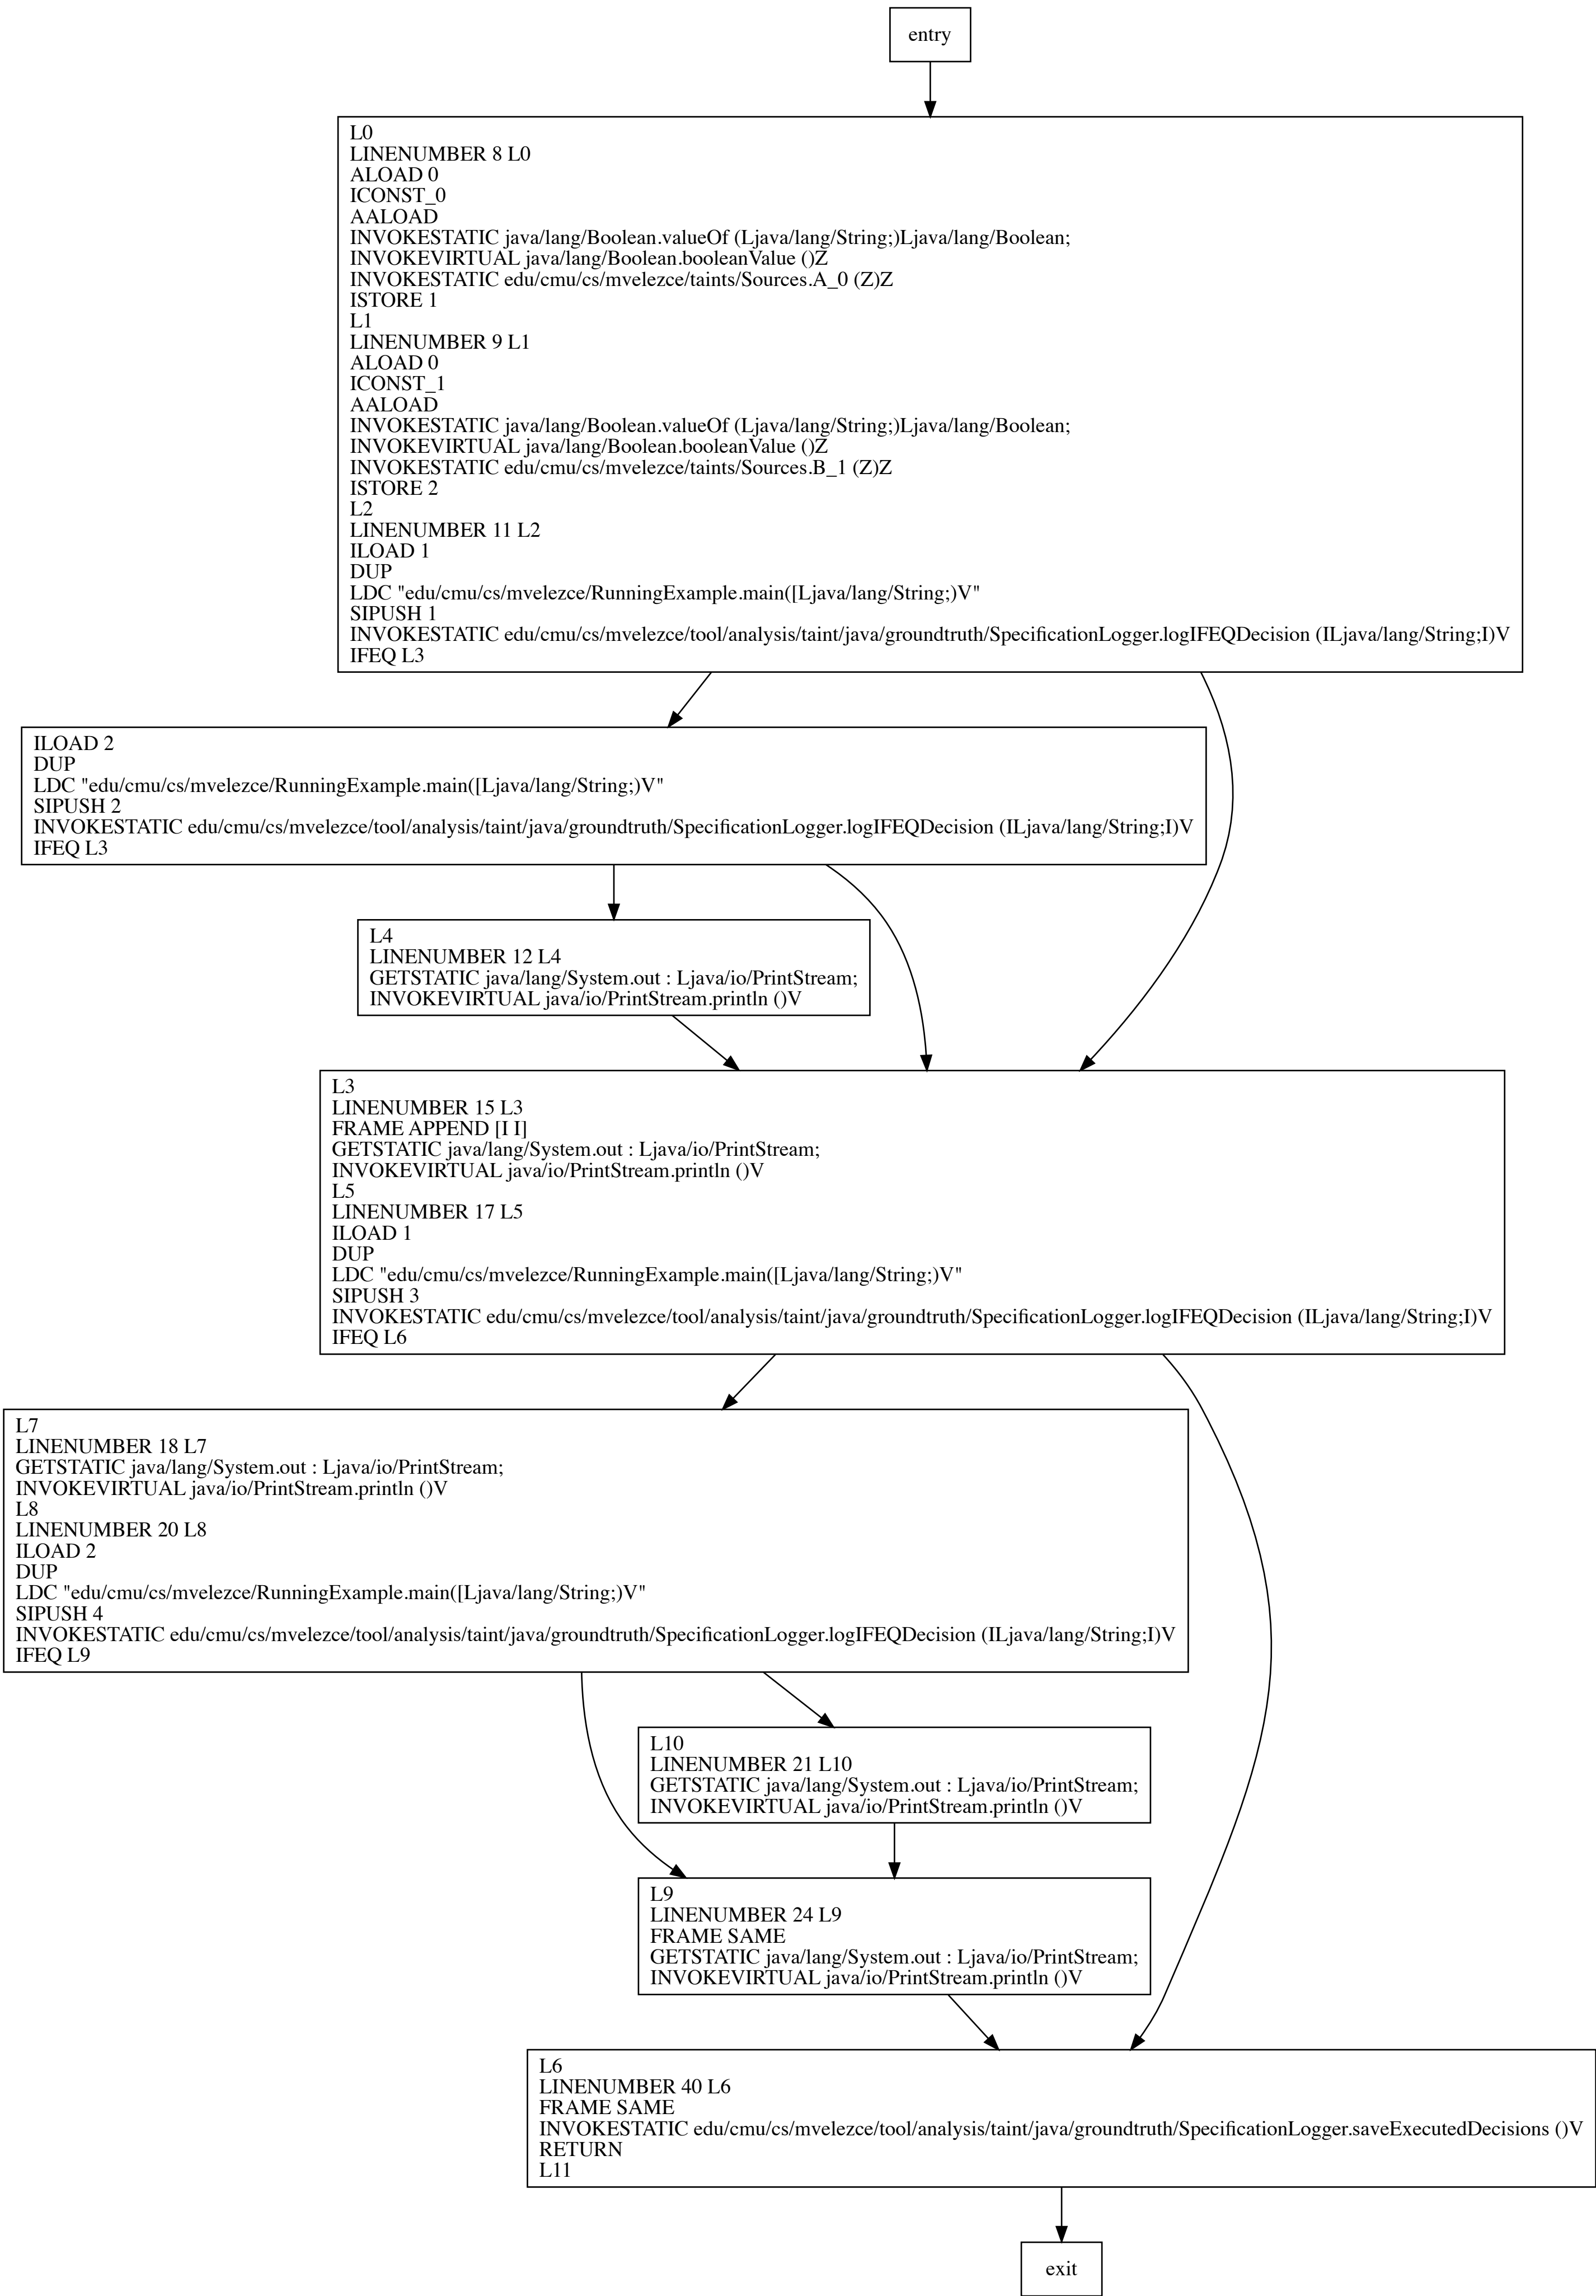 entry
L0
LINENUMBER 8 L0
ALOAD 0
ICONST_0
AALOAD
INVOKESTATIC java/lang/Boolean.valueOf (Ljava/lang/String;)Ljava/lang/Boolean;
INVOKEVIRTUAL java/lang/Boolean.booleanValue ()Z
INVOKESTATIC edu/cmu/cs/mvelezce/taints/Sources.A_0 (Z)Z
ISTORE 1
L1
LINENUMBER 9 L1
ALOAD 0
ICONST_1
AALOAD
INVOKESTATIC java/lang/Boolean.valueOf (Ljava/lang/String;)Ljava/lang/Boolean;
INVOKEVIRTUAL java/lang/Boolean.booleanValue ()Z
INVOKESTATIC edu/cmu/cs/mvelezce/taints/Sources.B_1 (Z)Z
ISTORE 2
L2
LINENUMBER 11 L2
ILOAD 1
DUP
LDC "edu/cmu/cs/mvelezce/RunningExample.main([Ljava/lang/String;)V"
SIPUSH 1
INVOKESTATIC edu/cmu/cs/mvelezce/tool/analysis/taint/java/groundtruth/SpecificationLogger.logIFEQDecision (ILjava/lang/String;I)V
IFEQ L3
ILOAD 2
DUP
LDC "edu/cmu/cs/mvelezce/RunningExample.main([Ljava/lang/String;)V"
SIPUSH 2
INVOKESTATIC edu/cmu/cs/mvelezce/tool/analysis/taint/java/groundtruth/SpecificationLogger.logIFEQDecision (ILjava/lang/String;I)V
IFEQ L3
L4
LINENUMBER 12 L4
GETSTATIC java/lang/System.out : Ljava/io/PrintStream;
INVOKEVIRTUAL java/io/PrintStream.println ()V
L3
LINENUMBER 15 L3
FRAME APPEND [I I]
GETSTATIC java/lang/System.out : Ljava/io/PrintStream;
INVOKEVIRTUAL java/io/PrintStream.println ()V
L5
LINENUMBER 17 L5
ILOAD 1
DUP
LDC "edu/cmu/cs/mvelezce/RunningExample.main([Ljava/lang/String;)V"
SIPUSH 3
INVOKESTATIC edu/cmu/cs/mvelezce/tool/analysis/taint/java/groundtruth/SpecificationLogger.logIFEQDecision (ILjava/lang/String;I)V
IFEQ L6
L7
LINENUMBER 18 L7
GETSTATIC java/lang/System.out : Ljava/io/PrintStream;
INVOKEVIRTUAL java/io/PrintStream.println ()V
L8
LINENUMBER 20 L8
ILOAD 2
DUP
LDC "edu/cmu/cs/mvelezce/RunningExample.main([Ljava/lang/String;)V"
SIPUSH 4
INVOKESTATIC edu/cmu/cs/mvelezce/tool/analysis/taint/java/groundtruth/SpecificationLogger.logIFEQDecision (ILjava/lang/String;I)V
IFEQ L9
L10
LINENUMBER 21 L10
GETSTATIC java/lang/System.out : Ljava/io/PrintStream;
INVOKEVIRTUAL java/io/PrintStream.println ()V
L9
LINENUMBER 24 L9
FRAME SAME
GETSTATIC java/lang/System.out : Ljava/io/PrintStream;
INVOKEVIRTUAL java/io/PrintStream.println ()V
L6
LINENUMBER 40 L6
FRAME SAME
INVOKESTATIC edu/cmu/cs/mvelezce/tool/analysis/taint/java/groundtruth/SpecificationLogger.saveExecutedDecisions ()V
RETURN
L11
exit